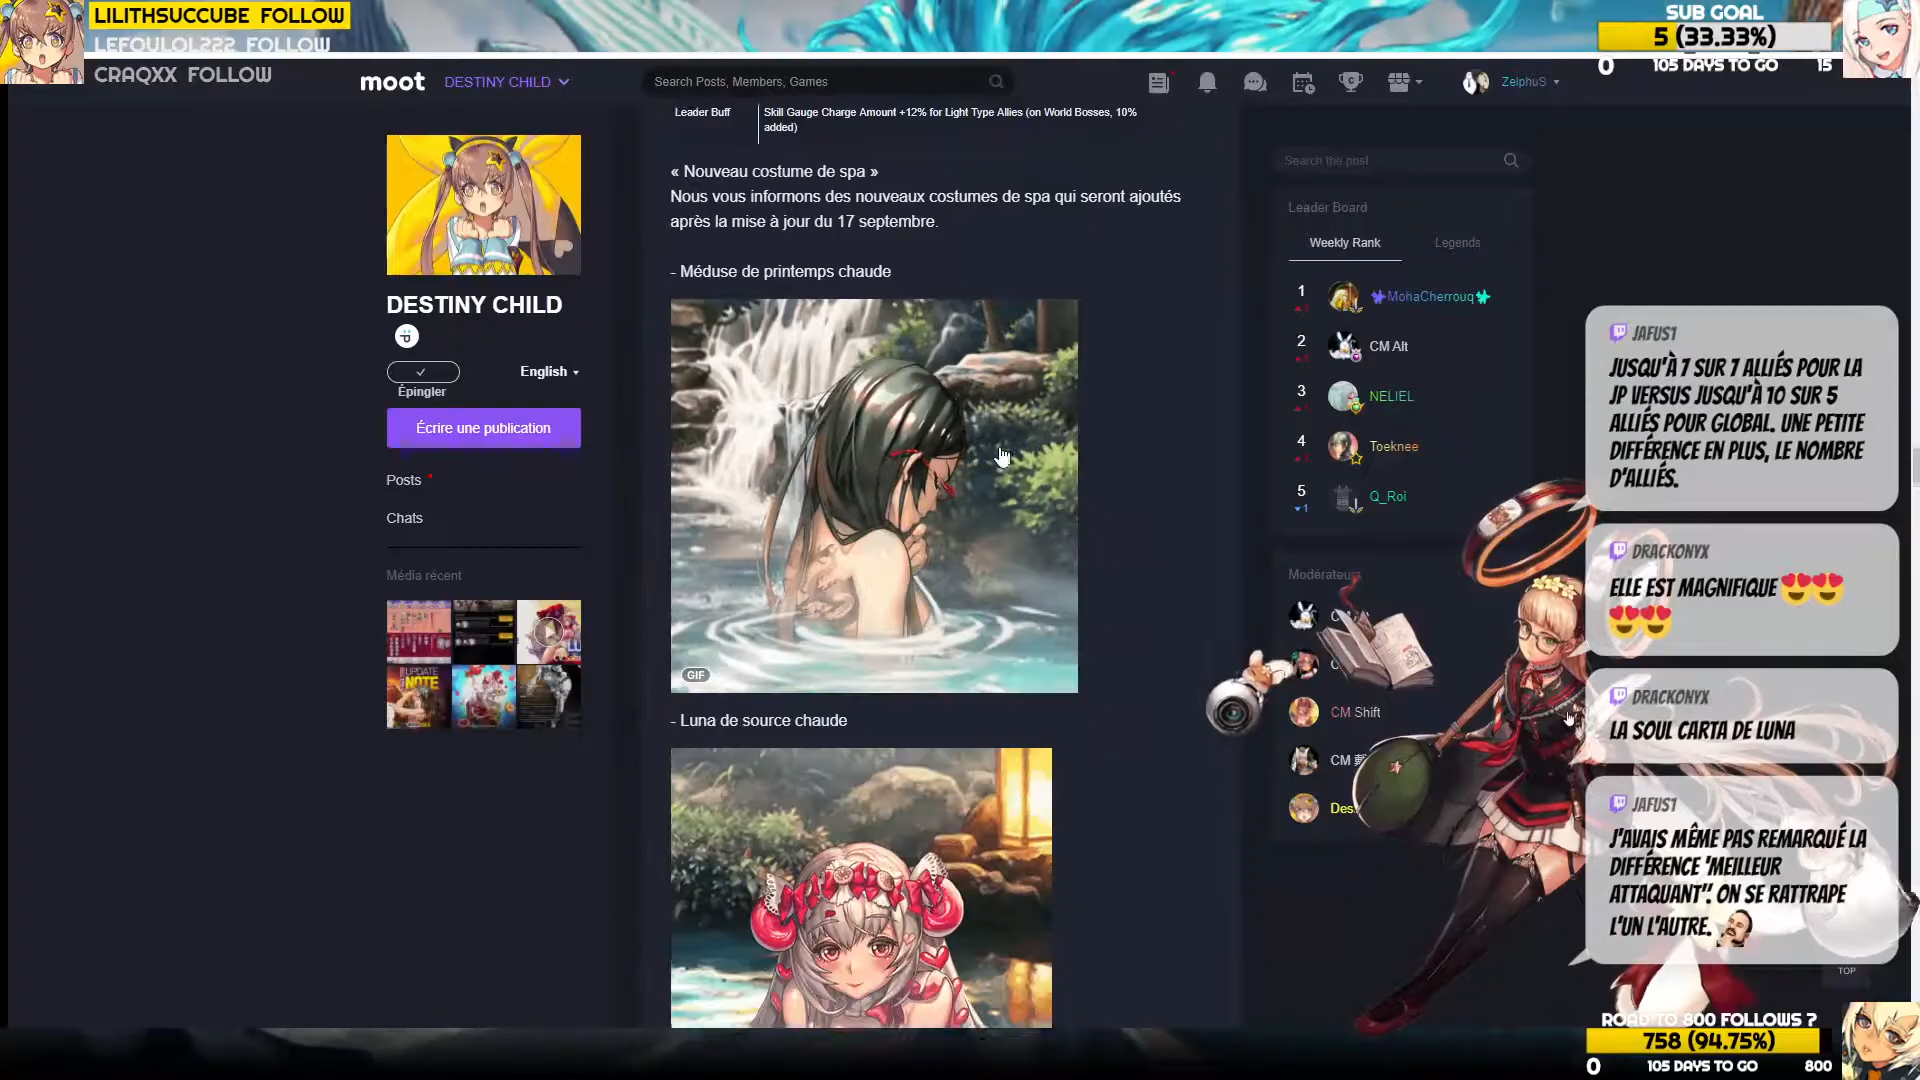 LILITHSUCCUBE FOLLOW
LEFOULOL222 FOLLOW
CRAQXX FOLLOW
SUB GOAL
5 (33.33%)
0
105 DAYS TO GO
15
moot
DESTINY CHILD
Search Posts, Members, Games
ZelphuS
DESTINY CHILD
English
Épingler
Écrire une publication
Posts
Chats
Média récent
UPDATE
NOTE
Leader Buff
Skill Gauge Charge Amount +12% for Light Type Allies (on World Bosses, 10%
added)
« Nouveau costume de spa »
Nous vous informons des nouveaux costumes de spa qui seront ajoutés
après la mise à jour du 17 septembre.
- Méduse de printemps chaude
GIF
- Luna de source chaude
Search the post
Leader Board
Weekly Rank
Legends
1
MohaCherrouq
2
CM Alt
3
NELIEL
4
Toeknee
5
1
Q_Roi
Modérateurs
CM Shift
CM
Des
JAFUS1
JUSQU'À 7 SUR 7 ALLIÉS POUR LA
JP VERSUS JUSQU'À 10 SUR 5
ALLIÉS POUR GLOBAL. UNE PETITE
DIFFÉRENCE EN PLUS, LE NOMBRE
D'ALLIÉS.
DRACKONYX
ELLE EST MAGNIFIQUE
DRACKONYX
LA SOUL CARTA DE LUNA
JAFUS1
J'AVAIS MÊME PAS REMARQUÉ LA
DIFFÉRENCE "MEILLEUR
ATTAQUANT". ON SE RATTRAPE
L'UN L'AUTRE.
TOP
ROAD TO 800 FOLLOWS ?
758 (94.75%)
0
105 DAYS TO GO
800